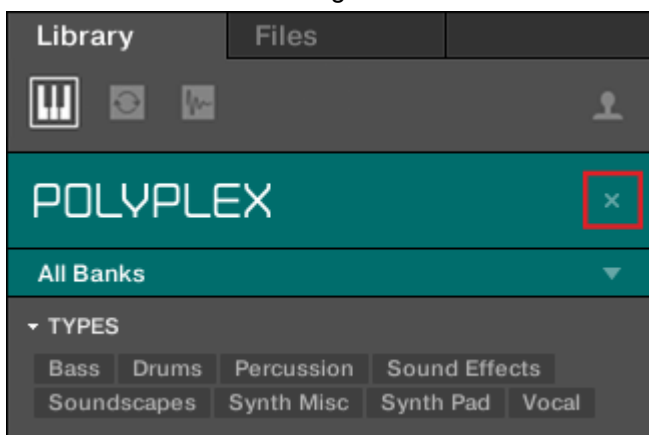 Library Files
POLYPLEX
All Banks
TYPES
Bass Drums Percussion Sound Effects
Soundscapes Synth Misc Synth Pad Vocal